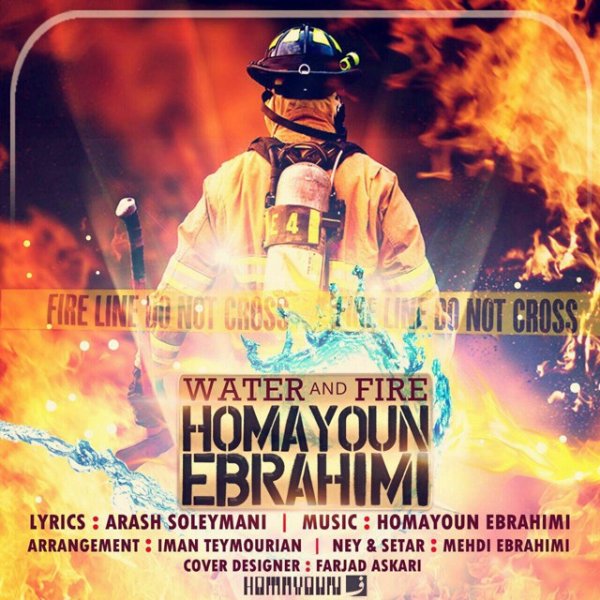 E 4
FIRE LINE DO NOT CROSS
E LINE DO NOT CROSS
WATER AND FIRE
HOMAYOUN
EBRAHIMI
LYRICS : ARASH SOLEYMANI | MUSIC : HOMAYOUN EBRAHIMI
ARRANGEMENT : IMAN TEYMOURIAN | NEY & SETAR : MEHDI EBRAHIMI
COVER DESIGNER : FARJAD ASKARI
HOMAYOUN